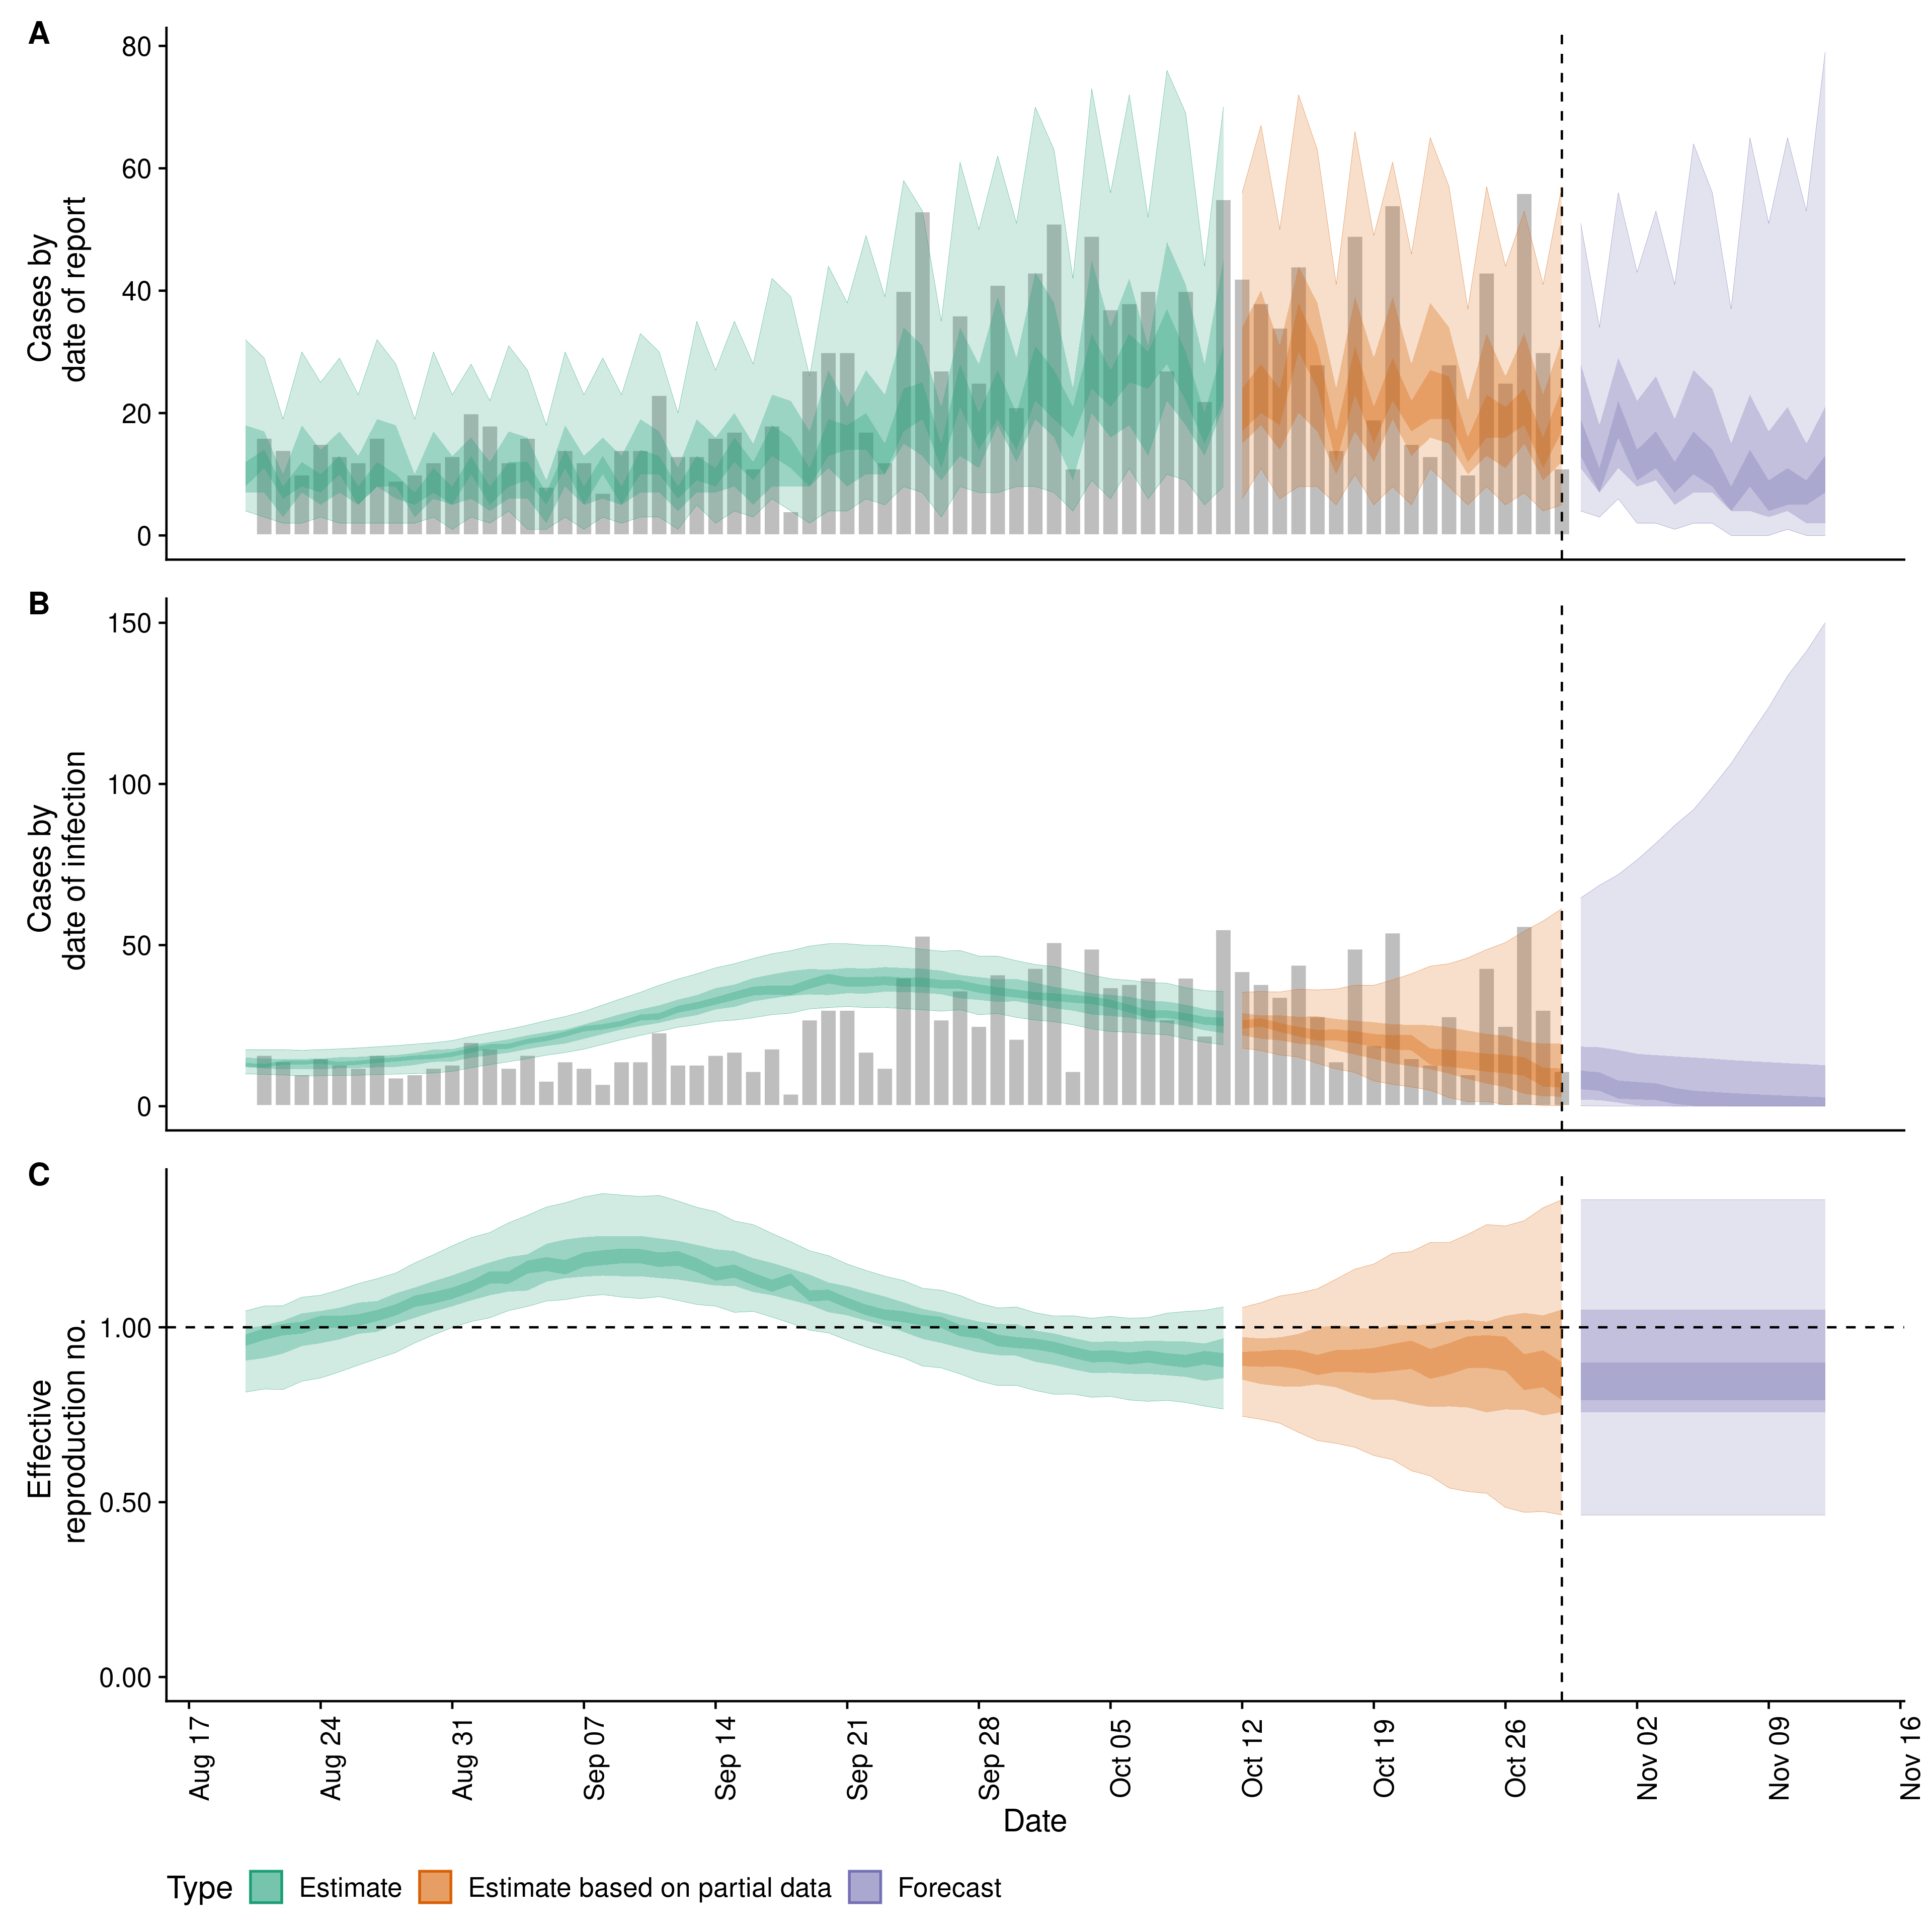 A
80
60
40
20
0
Cases by
date of report
B
150
100
50
0
Cases by
date of infection
C
1.00
0.50
0.00
Effective
reproduction no.
Aug 17
Aug 24
Aug 31
Sep 07
Sep 14
Sep 21
Sep 28
Oct 05
Oct 12
Oct 19
Oct 26
Nov 02
Nov 09
Nov 16
Date
Type Estimate Estimate based on partial data Forecast